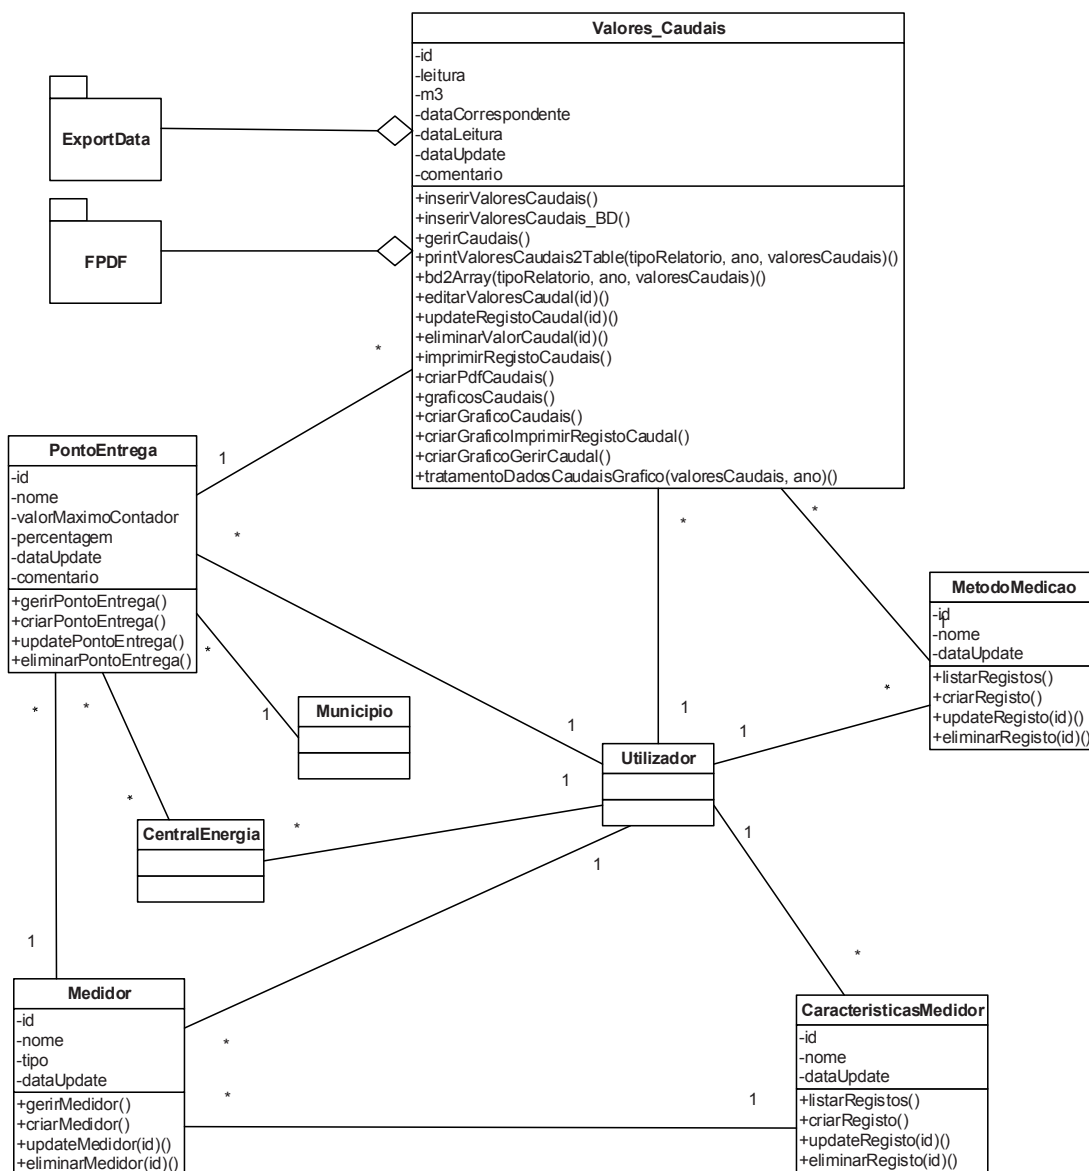 Valores_Caudais
-id
-leitura
-m3
-dataCorrespondente
-dataLeitura
-dataUpdate
-comentario
+inserirValoresCaudais()
+inserirValoresCaudais_BD()
+gerirCaudais()
+printValoresCaudais2Table(tipoRelatorio, ano, valoresCaudais)()
+bd2Array(tipoRelatorio, ano, valoresCaudais)()
+editarValoresCaudal(id)()
+updateRegistoCaudal(id)()
+eliminarValorCaudal(id)()
+imprimirRegistoCaudais()
+criarPdfCaudais()
+graficosCaudais()
+criarGraficoCaudais()
+criarGraficoImprimirRegistoCaudal()
+criarGraficoGerirCaudal()
+tratamentoDadosCaudaisGrafico(valoresCaudais, ano)()
ExportData
FPDF
*
1
PontoEntrega
-id
-nome
-valorMaximoContador
-percentagem
-dataUpdate
-comentario
+gerirPontoEntrega()
+criarPontoEntrega()
+updatePontoEntrega()
+eliminarPontoEntrega()
*
*
*
MetodoMedicao
-id
-nome
-dataUpdate
+listarRegistos()
+criarRegisto()
+updateRegisto(id)()
+eliminarRegisto(id)()
1
*
*
1
Municipio
*
*
1
1
1
Utilizador
*
1
*
CentralEnergia
1
1
*
1
Medidor
-id
-nome
-tipo
-dataUpdate
+gerirMedidor()
+criarMedidor()
+updateMedidor(id)()
+eliminarMedidor(id)()
*
*
1
CaracteristicasMedidor
-id
-nome
-dataUpdate
+listarRegistos()
+criarRegisto()
+updateRegisto(id)()
+eliminarRegisto(id)()